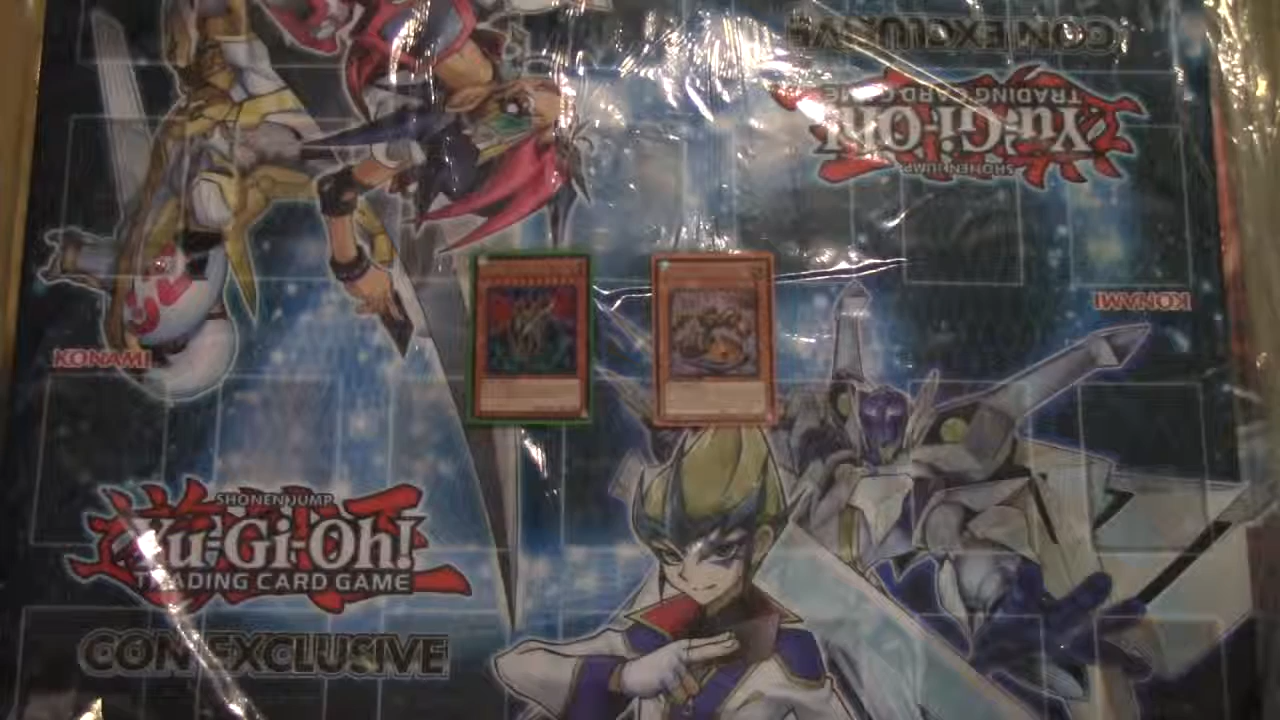 CON EXCLUSIVE
SHONEN JUMP
Yu-Gi-Oh!
TRADING CARD GAME
KONAMI
KONAMI
SHONEN JUMP
Yu-Gi-Oh!
TRADING CARD GAME
CON EXCLUSIVE